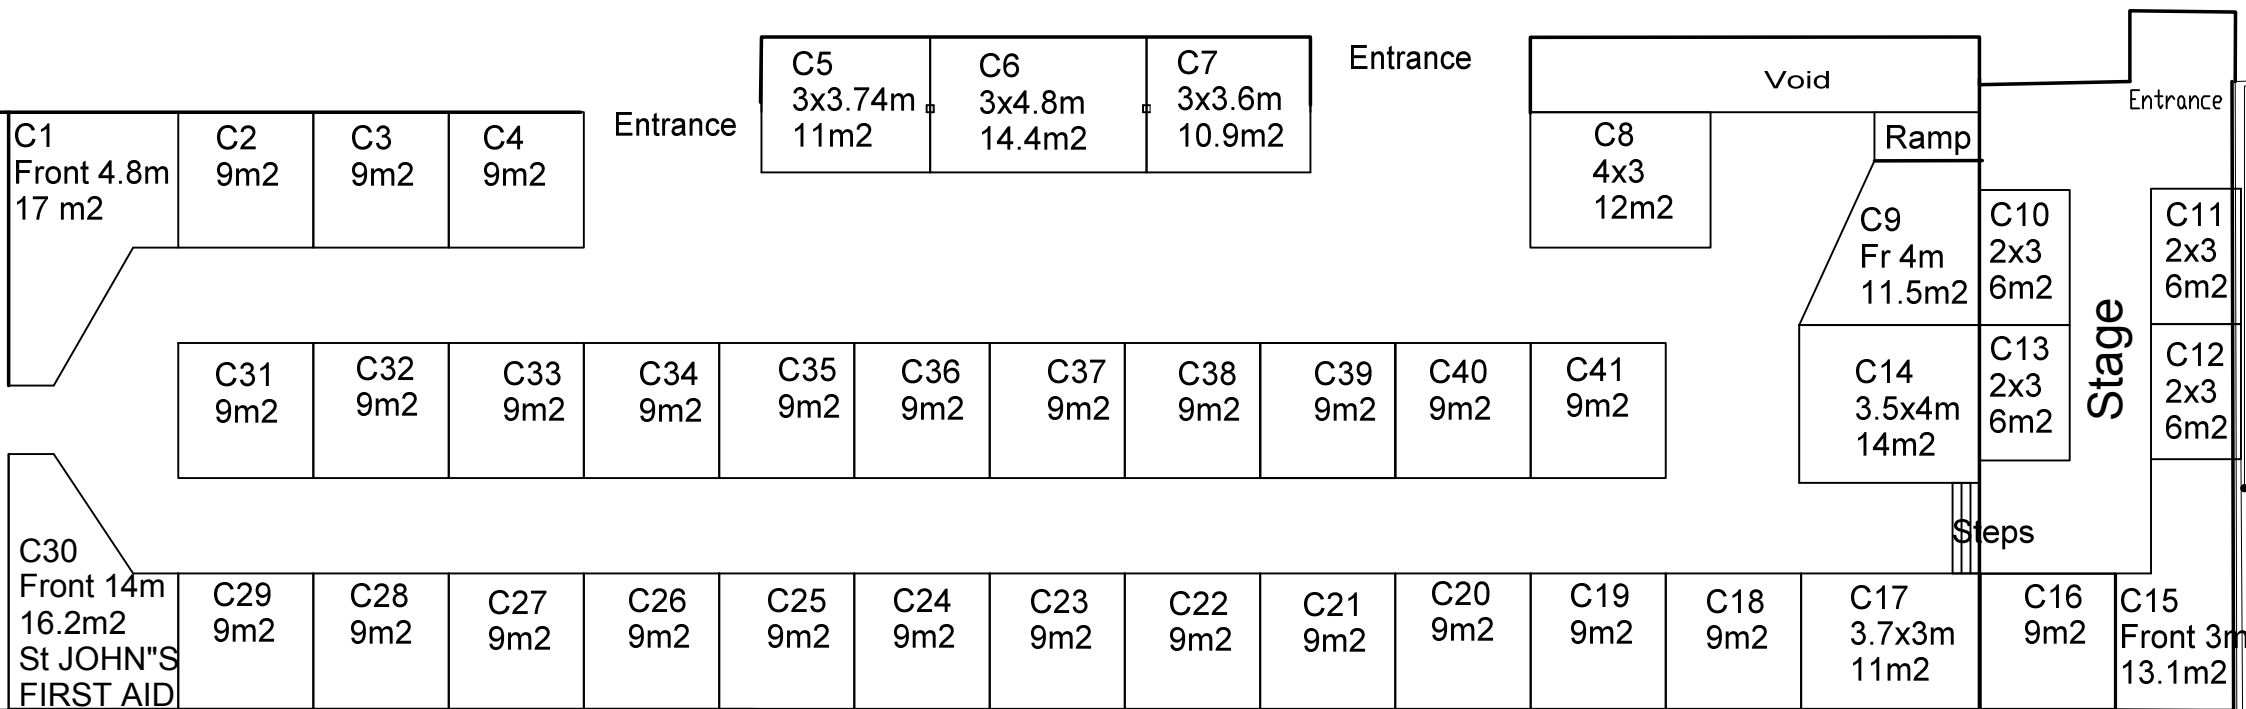 C1
Front 4.8m
17 m2
C2
9m2
C3
9m2
C4
9m2
Entrance
C5
3x3.74m
11m2
C6
3x4.8m
14.4m2
C7
3x3.6m
10.9m2
Entrance
Void
C8
4x3
12m2
Ramp
Entrance
C9
Fr 4m
11.5m2
C10
2x3
6m2
C11
2x3
6m2
Stage
C31
9m2
C32
9m2
C33
9m2
C34
9m2
C35
9m2
C36
9m2
C37
9m2
C38
9m2
C39
9m2
C40
9m2
C41
9m2
C14
3.5x4m
14m2
C13
2x3
6m2
C12
2x3
6m2
Steps
C30
Front 14m
16.2m2
St JOHN"S
FIRST AID
C29
9m2
C28
9m2
C27
9m2
C26
9m2
C25
9m2
C24
9m2
C23
9m2
C22
9m2
C21
9m2
C20
9m2
C19
9m2
C18
9m2
C17
3.7x3m
11m2
C16
9m2
C15
Front 3m
13.1m2